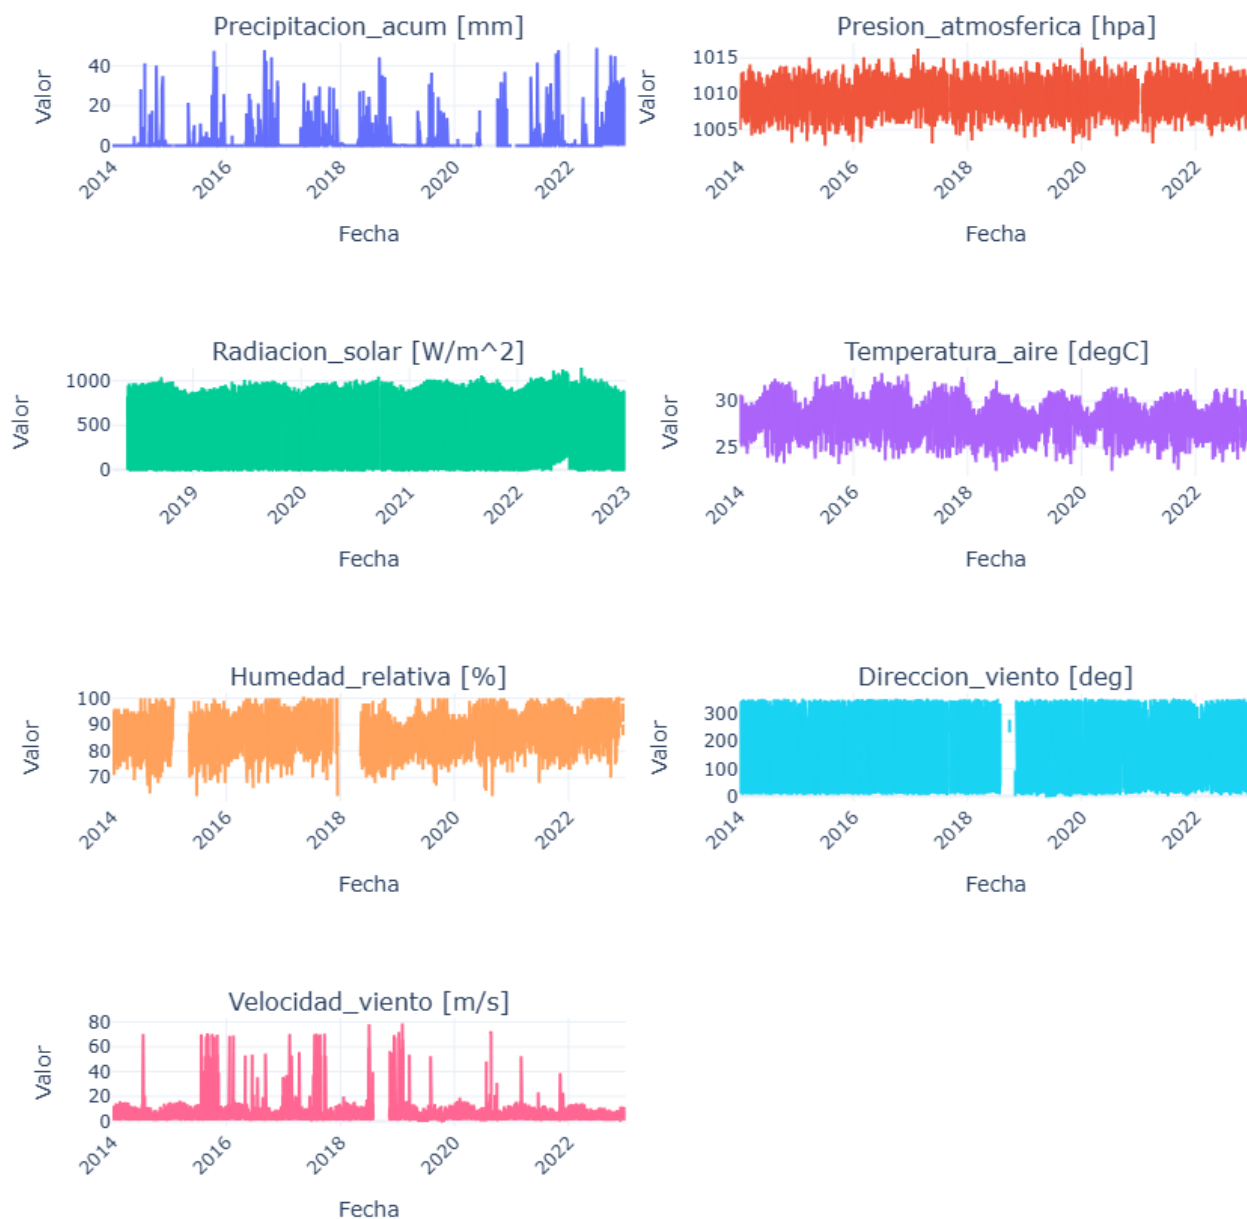 Precipitacion_acum [mm]
Valor
40
20
0
2014
2016
2018
2020
2022
Fecha
Presion_atmosferica [hpa]
Valor
1015
1010
1005
2014
2016
2018
2020
2022
Fecha
Radiacion_solar [W/m^2]
Valor
1000
500
0
2019
2020
2021
2022
2023
Fecha
Temperatura_aire [degC]
Valor
30
25
2014
2016
2018
2020
2022
Fecha
Humedad_relativa [%]
Valor
100
90
80
70
2014
2016
2018
2020
2022
Fecha
Direccion_viento [deg]
Valor
300
200
100
0
2014
2016
2018
2020
2022
Fecha
Velocidad_viento [m/s]
Valor
80
60
40
20
0
2014
2016
2018
2020
2022
Fecha